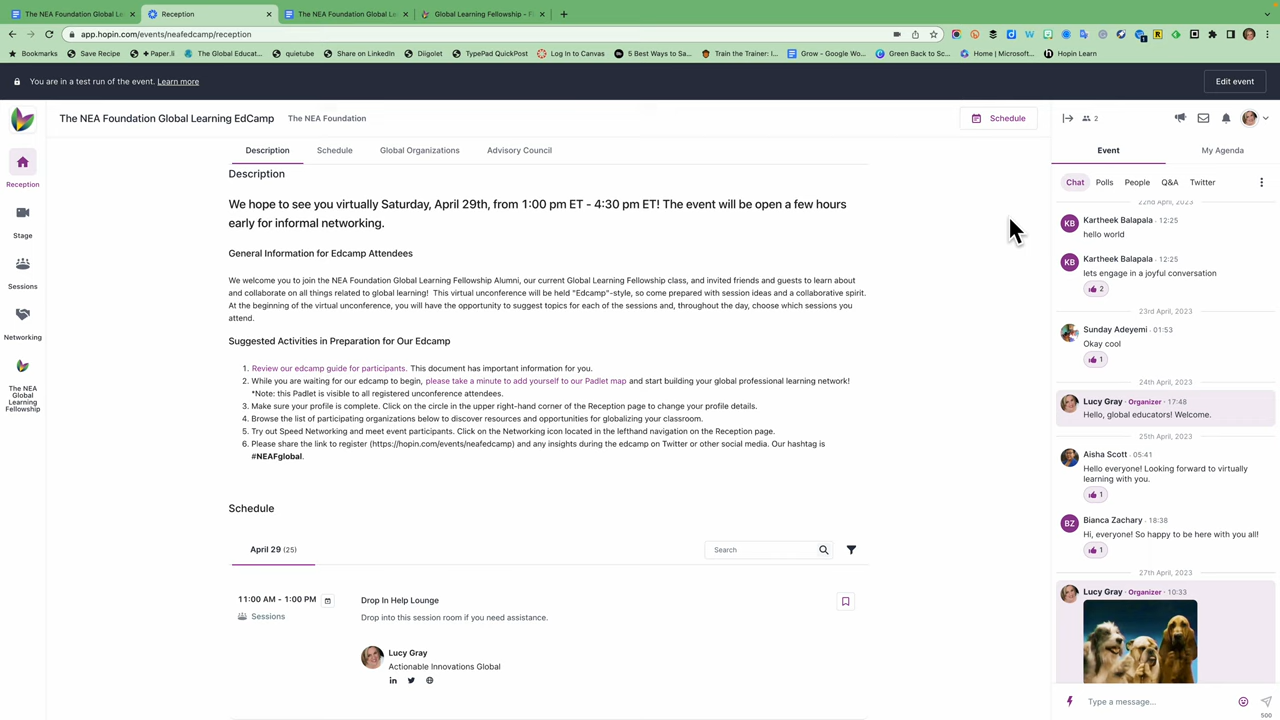 The NEA Foundation Global Le
Reception
The NEA Foundation Global Le
Global Learning Fellowship - F
app.hopin.com/events/neafedcamp/reception
Bookmarks
Save Recipe
+ Paper.li
The Global Educat...
quietube
Share on LinkedIn
Diigolet
TypePad QuickPost
Log In to Canvas
5 Best Ways to Sa...
Train the Trainer: I...
Grow - Google Wo...
Green Back to Sc...
Home | Microsoft...
Hopin Learn
You are in a test run of the event. Learn more
Edit event
The NEA Foundation Global Learning EdCamp
The NEA Foundation
Schedule
2
Description
Schedule
Global Organizations
Advisory Council
Event
My Agenda
Chat
Polls
People
Q&A
Twitter
Reception
Stage
Sessions
Networking
The NEA
Global
Learning
Fellowship
Description
We hope to see you virtually Saturday, April 29th, from 1:00 pm ET - 4:30 pm ET! The event will be open a few hours
early for informal networking.
General Information for Edcamp Attendees
We welcome you to join the NEA Foundation Global Learning Fellowship Alumni, our current Global Learning Fellowship class, and invited friends and guests to learn about
and collaborate on all things related to global learning!  This virtual unconference will be held "Edcamp"-style, so come prepared with session ideas and a collaborative spirit.
At the beginning of the virtual unconference, you will have the opportunity to suggest topics for each of the sessions and, throughout the day, choose which sessions you
attend.
Suggested Activities in Preparation for Our Edcamp
1. Review our edcamp guide for participants.  This document has important information for you.
2. While you are waiting for our edcamp to begin, please take a minute to add yourself to our Padlet map and start building your global professional learning network!
*Note: this Padlet is visible to all registered unconference attendees.
3. Make sure your profile is complete. Click on the circle in the upper right-hand corner of the Reception page to change your profile details.
4. Browse the list of participating organizations below to discover resources and opportunities for globalizing your classroom.
5. Try out Speed Networking and meet event participants. Click on the Networking icon located in the lefthand navigation on the Reception page.
6. Please share the link to register (https://hopin.com/events/neafedcamp) and any insights during the edcamp on Twitter or other social media. Our hashtag is
#NEAFglobal.
Schedule
April 29 (25)
Search
11:00 AM - 1:00 PM
Sessions
Drop In Help Lounge
Drop into this session room if you need assistance.
Lucy Gray
Actionable Innovations Global
22nd April, 2023
KB
Kartheek Balapala · 12:25
hello world
KB
Kartheek Balapala · 12:25
lets engage in a joyful conversation
2
23rd April, 2023
Sunday Adeyemi · 01:53
Okay cool
1
24th April, 2023
Lucy Gray · Organizer · 17:48
Hello, global educators! Welcome.
25th April, 2023
Aisha Scott · 05:41
Hello everyone! Looking forward to virtually
learning with you.
1
BZ
Bianca Zachary · 18:38
Hi, everyone! So happy to be here with you all!
1
27th April, 2023
Lucy Gray · Organizer · 10:33
Type a message...
500